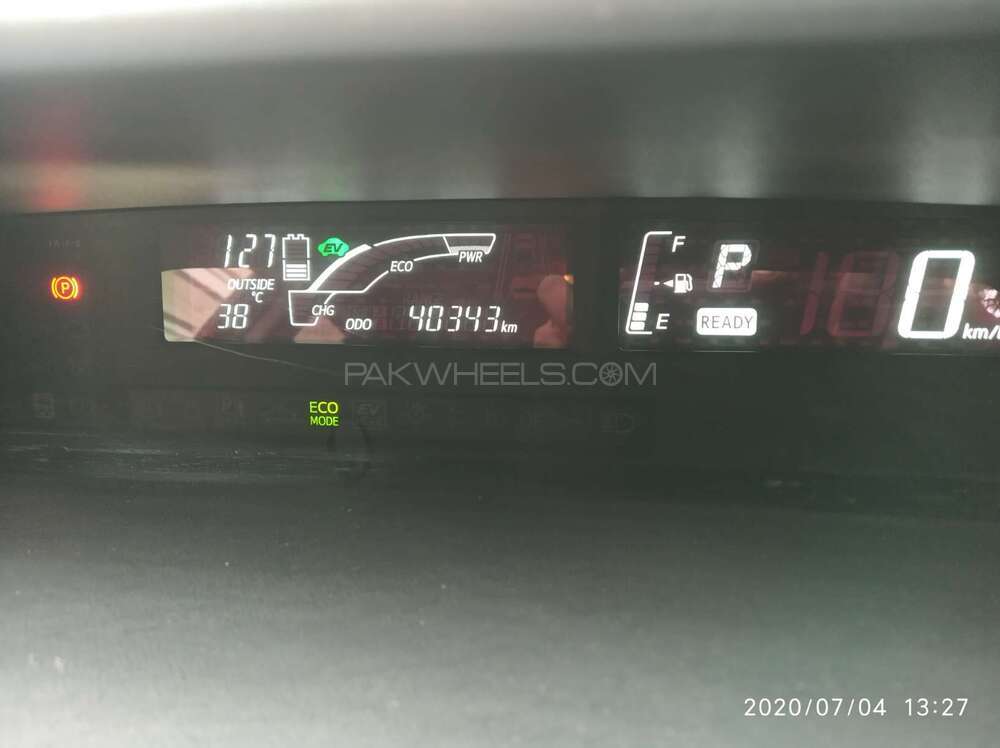 127
EV
F
P
0
OUTSIDE
°C
ECO
PWR
38
CHG
ODO
40343 km
E
READY
km/
(P)
PAKWHEELS.COM
ECO
MODE
2020/07/04 13:27